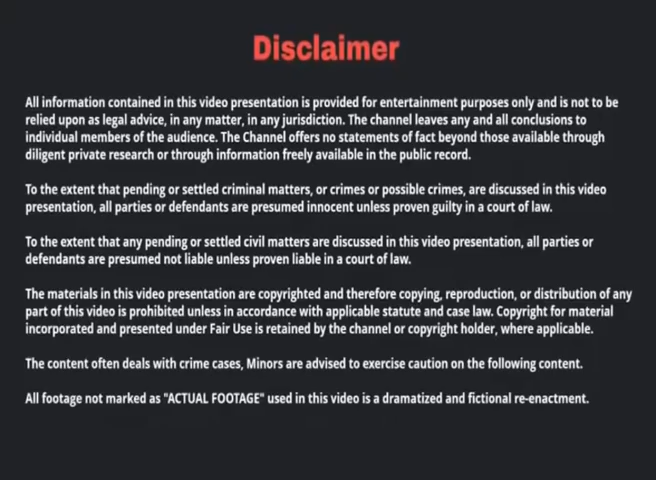 Disclaimer
All information contained in this video presentation is provided for entertainment purposes only and is not to be
relied upon as legal advice, in any matter, in any jurisdiction. The channel leaves any and all conclusions to
individual members of the audience. The Channel offers no statements of fact beyond those available through
diligent private research or through information freely available in the public record.
To the extent that pending or settled criminal matters, or crimes or possible crimes, are discussed in this video
presentation, all parties or defendants are presumed innocent unless proven guilty in a court of law.
To the extent that any pending or settled civil matters are discussed in this video presentation, all parties or
defendants are presumed not liable unless proven liable in a court of law.
The materials in this video presentation are copyrighted and therefore copying, reproduction, or distribution of any
part of this video is prohibited unless in accordance with applicable statute and case law. Copyright for material
incorporated and presented under Fair Use is retained by the channel or copyright holder, where applicable.
The content often deals with crime cases, Minors are advised to exercise caution on the following content.
All footage not marked as "ACTUAL FOOTAGE" used in this video is a dramatized and fictional re-enactment.